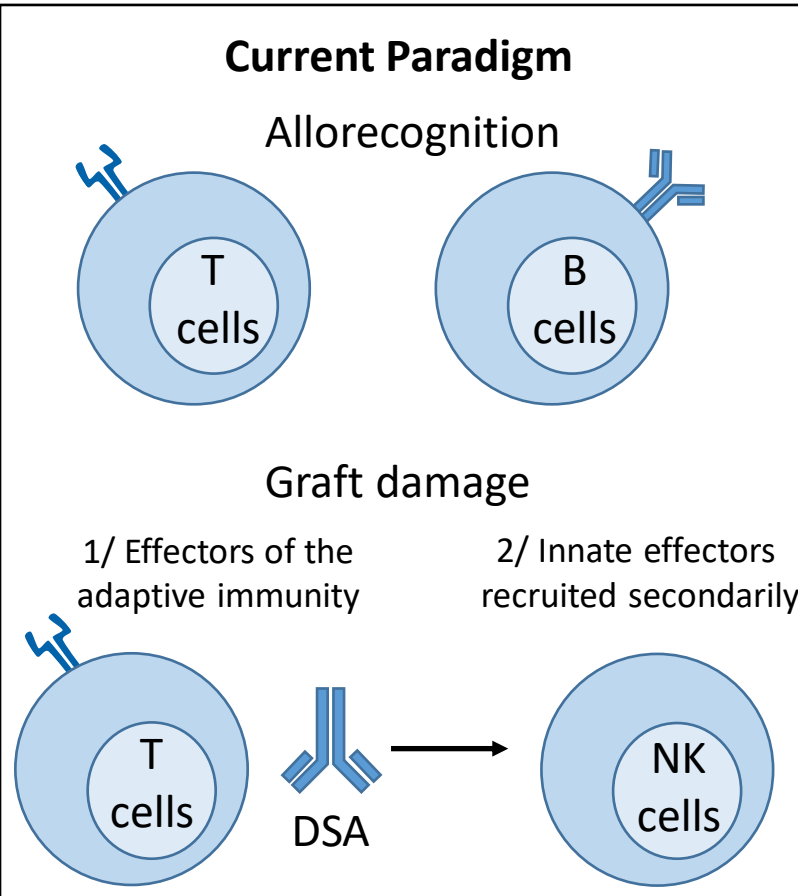 Current Paradigm
Allorecognition
T
cells
B
cells
Graft damage
1/ Effectors of the
adaptive immunity
2/ Innate effectors
recruited secondarily
T
cells
DSA
NK
cells